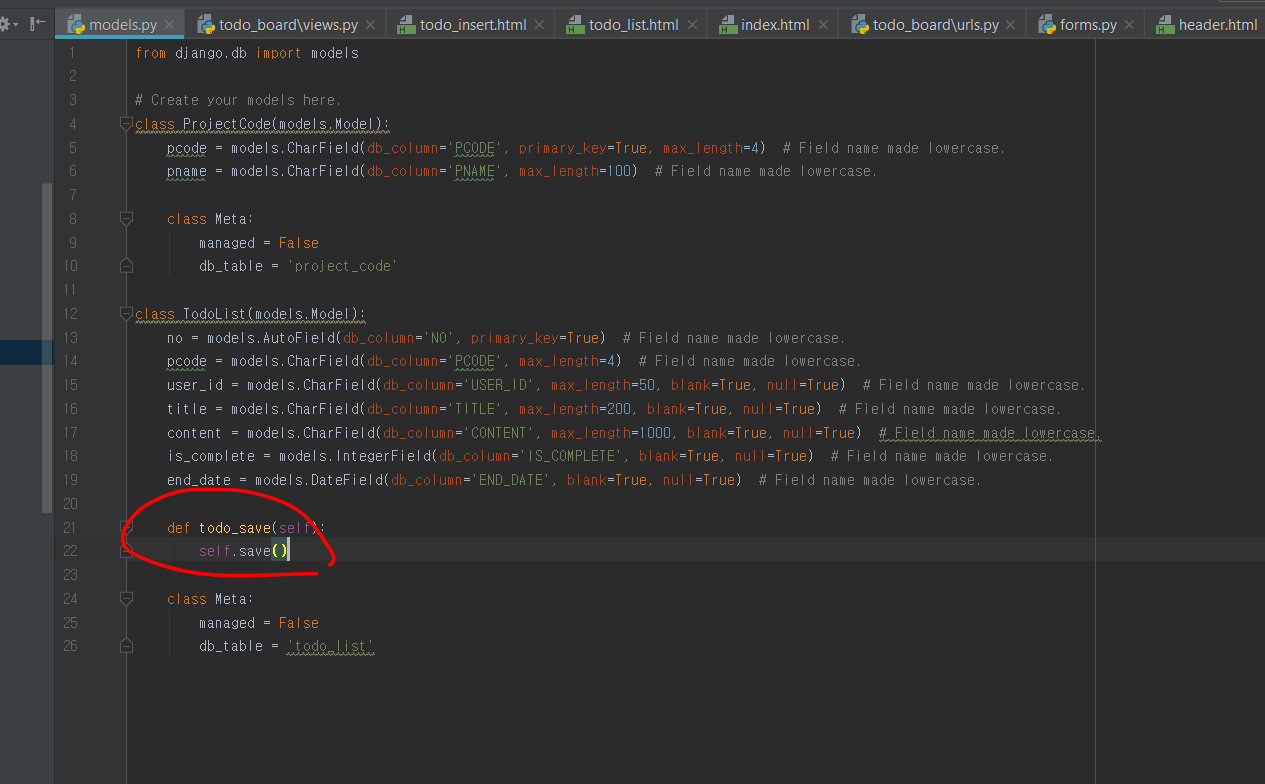 models.py todo_board\views.py todo_insert.html todo_list.html index.html todo_board\urls.py forms.py header.html
1 from django.db import models
2
3 # Create your models here.
4 class ProjectCode(models.Model):
5 pcode = models.CharField(db_column='PCODE', primary_key=True, max_length=4) # Field name made lowercase.
6 pname = models.CharField(db_column='PNAME', max_length=100) # Field name made lowercase.
7
8 class Meta:
9 managed = False
10 db_table = 'project_code'
11
12 class TodoList(models.Model):
13 no = models.AutoField(db_column='NO', primary_key=True) # Field name made lowercase.
14 pcode = models.CharField(db_column='PCODE', max_length=4) # Field name made lowercase.
15 user_id = models.CharField(db_column='USER_ID', max_length=50, blank=True, null=True) # Field name made lowercase.
16 title = models.CharField(db_column='TITLE', max_length=200, blank=True, null=True) # Field name made lowercase.
17 content = models.CharField(db_column='CONTENT', max_length=1000, blank=True, null=True) # Field name made lowercase.
18 is_complete = models.IntegerField(db_column='IS_COMPLETE', blank=True, null=True) # Field name made lowercase.
19 end_date = models.DateField(db_column='END_DATE', blank=True, null=True) # Field name made lowercase.
20
21 def todo_save(self):
22 self.save()
23
24 class Meta:
25 managed = False
26 db_table = 'todo_list'